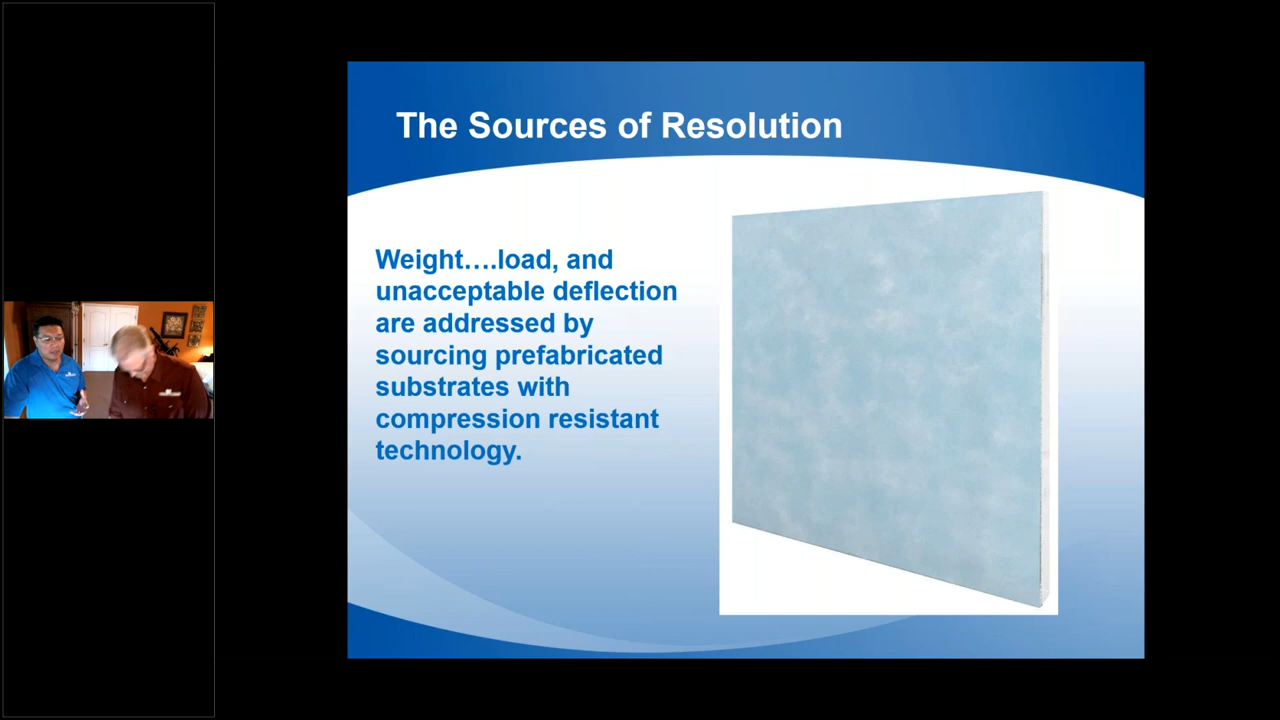 The Sources of Resolution
Weight....load, and
unacceptable deflection
are addressed by
sourcing prefabricated
substrates with
compression resistant
technology.